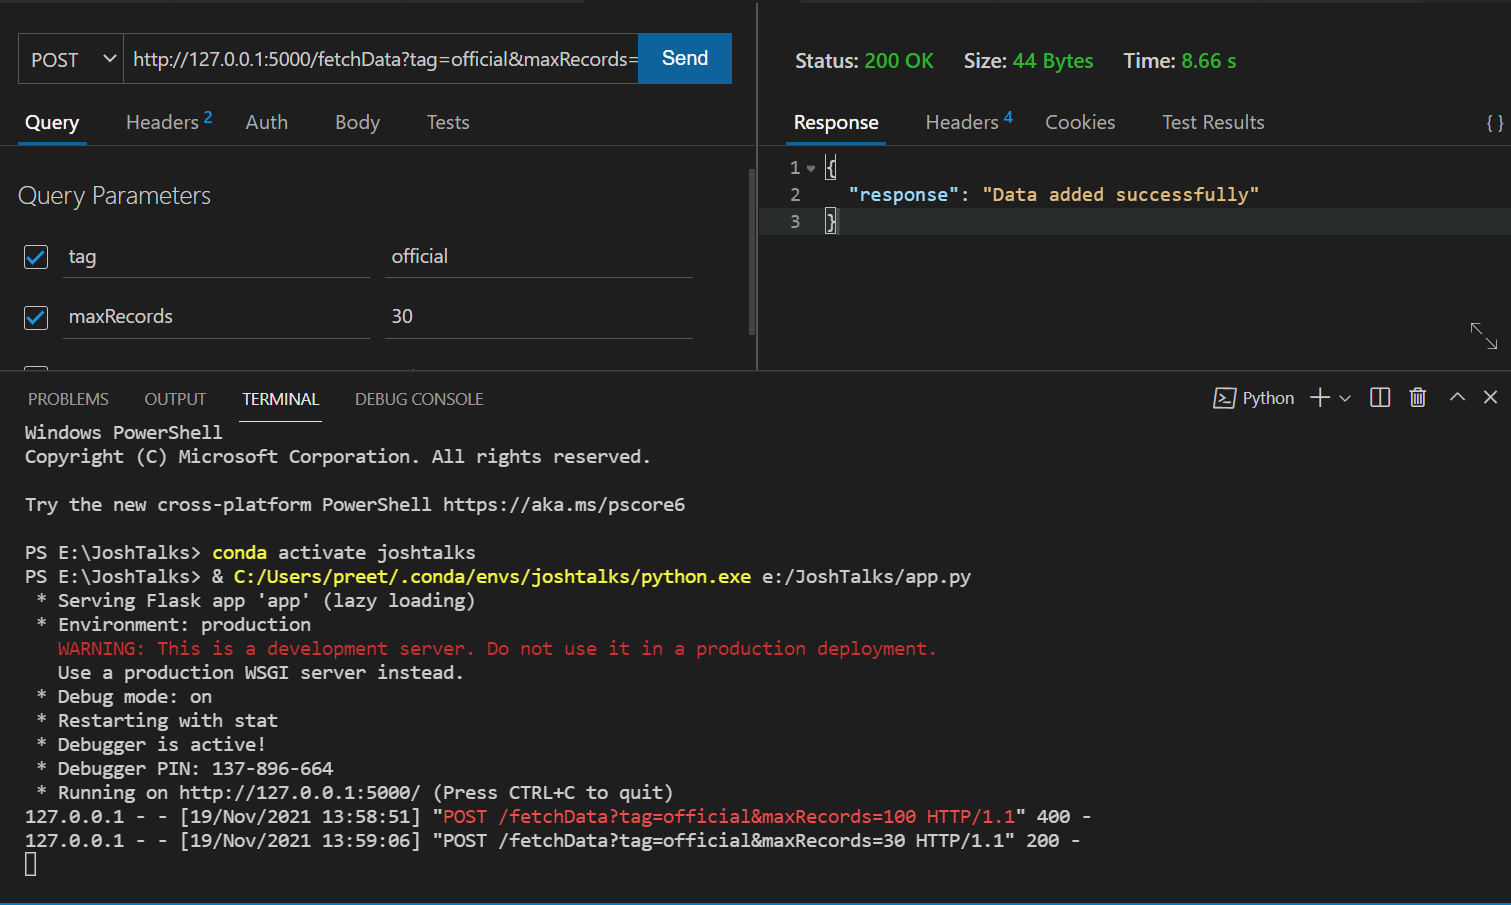 POST http://127.0.0.1:5000/fetchData?tag=official&maxRecords= Send
Query Headers 2 Auth Body Tests
Query Parameters
tag official
maxRecords 30
Status: 200 OK Size: 44 Bytes Time: 8.66 s
Response Headers 4 Cookies Test Results { }
1 {
2 "response": "Data added successfully"
3 }
PROBLEMS OUTPUT TERMINAL DEBUG CONSOLE Python
Windows PowerShell
Copyright (C) Microsoft Corporation. All rights reserved.
Try the new cross-platform PowerShell https://aka.ms/pscore6
PS E:\JoshTalks> conda activate joshtalks
PS E:\JoshTalks> & C:/Users/preet/.conda/envs/joshtalks/python.exe e:/JoshTalks/app.py
* Serving Flask app 'app' (lazy loading)
* Environment: production
WARNING: This is a development server. Do not use it in a production deployment.
Use a production WSGI server instead.
* Debug mode: on
* Restarting with stat
* Debugger is active!
* Debugger PIN: 137-896-664
* Running on http://127.0.0.1:5000/ (Press CTRL+C to quit)
127.0.0.1 - - [19/Nov/2021 13:58:51] "POST /fetchData?tag=official&maxRecords=100 HTTP/1.1" 400 -
127.0.0.1 - - [19/Nov/2021 13:59:06] "POST /fetchData?tag=official&maxRecords=30 HTTP/1.1" 200 -